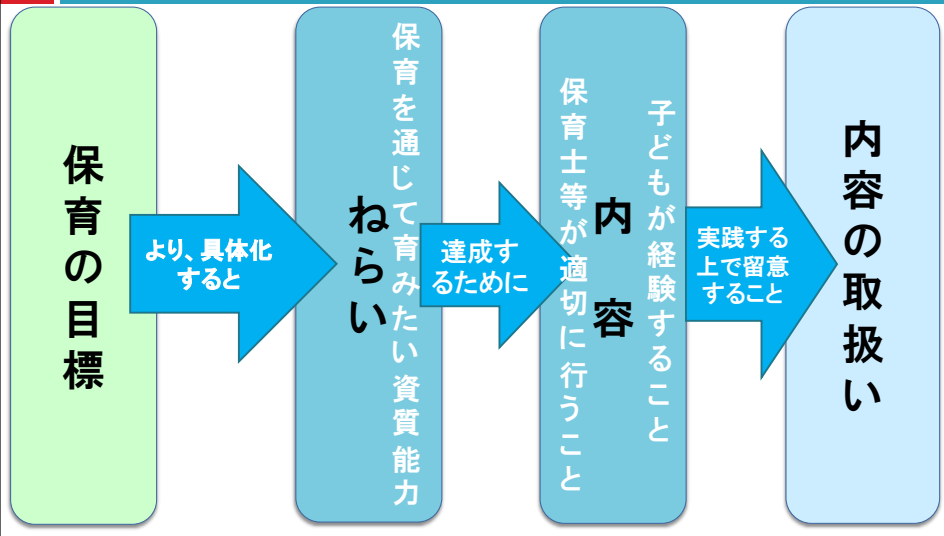 保育の目標
より、具体化
すると
ねらい
保育を通じて育みたい資質能力
達成す
るために
内容
子どもが経験すること
保育士等が適切に行うこと
実践する
上で留意
すること
内容の取扱い